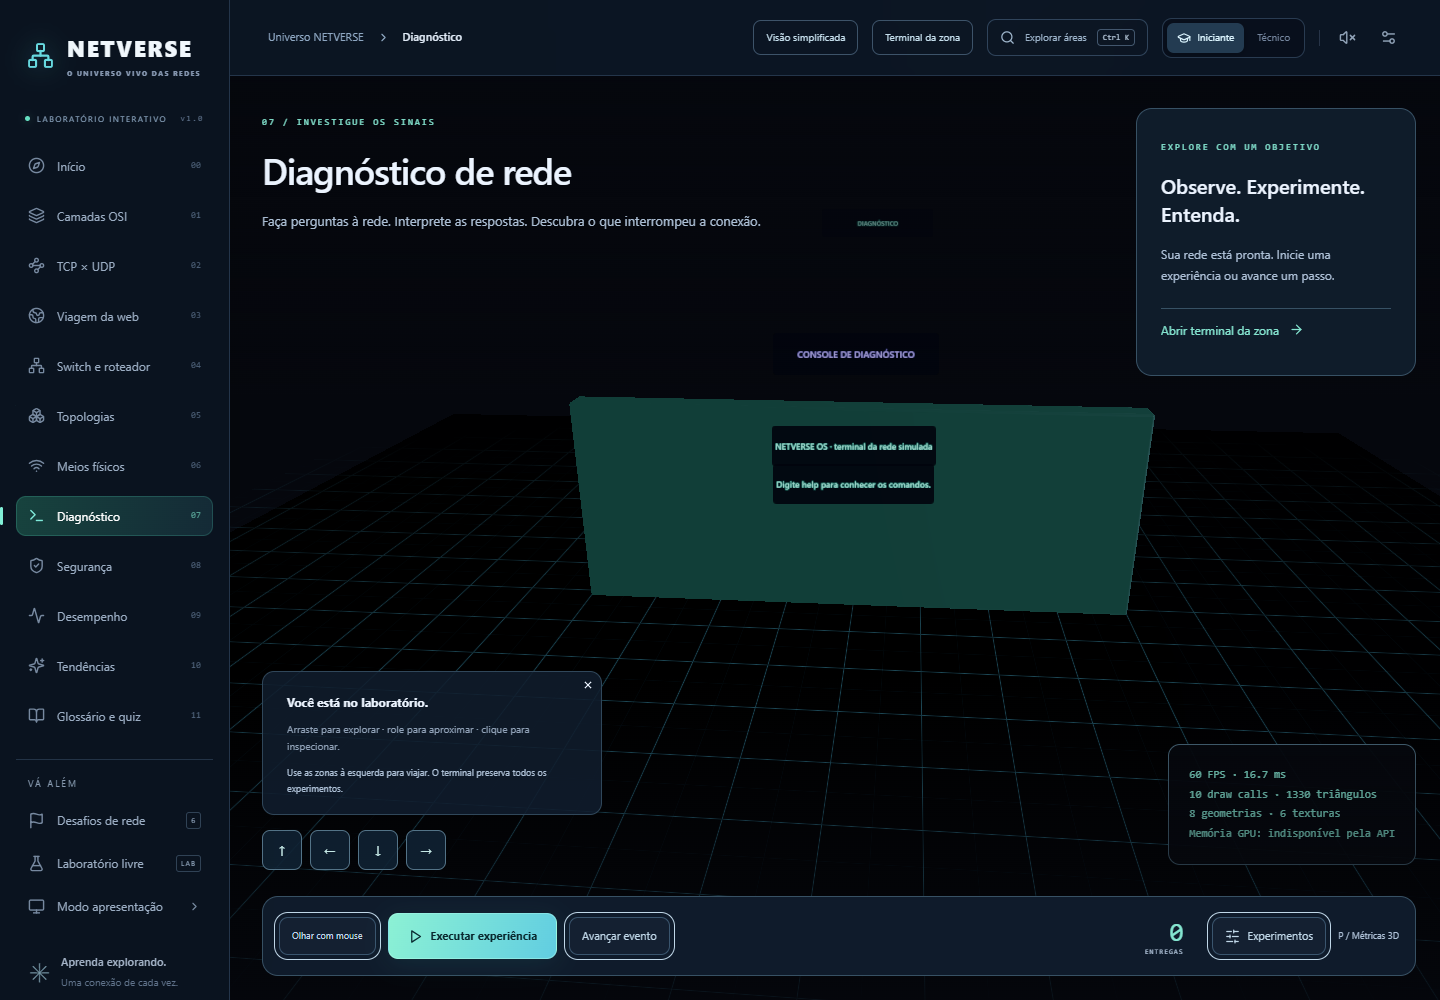 NETVERSE
O UNIVERSO VIVO DAS REDES
LABORATÓRIO INTERATIVO v1.0
Início 00
Camadas OSI 01
TCP × UDP 02
Viagem da web 03
Switch e roteador 04
Topologias 05
Meios físicos 06
Diagnóstico 07
Segurança 08
Desempenho 09
Tendências 10
Glossário e quiz 11
VÁ ALÉM
Desafios de rede 6
Laboratório livre LAB
Modo apresentação
Aprenda explorando.
Uma conexão de cada vez.
Universo NETVERSE Diagnóstico
Visão simplificada
Terminal da zona
Explorar áreas Ctrl K
Iniciante
Técnico
07 / INVESTIGUE OS SINAIS
Diagnóstico de rede
Faça perguntas à rede. Interprete as respostas. Descubra o que interrompeu a conexão.
DIAGNÓSTICO
CONSOLE DE DIAGNÓSTICO
NETVERSE OS · terminal da rede simulada
Digite help para conhecer os comandos.
EXPLORE COM UM OBJETIVO
Observe. Experimente.
Entenda.
Sua rede está pronta. Inicie uma
experiência ou avance um passo.
Abrir terminal da zona →
Você está no laboratório.
×
Arraste para explorar · role para aproximar · clique para
inspecionar.
Use as zonas à esquerda para viajar. O terminal preserva todos os
experimentos.
↑ ← ↓ →
60 FPS · 16.7 ms
10 draw calls · 1330 triângulos
8 geometrias · 6 texturas
Memória GPU: indisponível pela API
Olhar com mouse
Executar experiência
Avançar evento
0
ENTREGAS
Experimentos
P / Métricas 3D